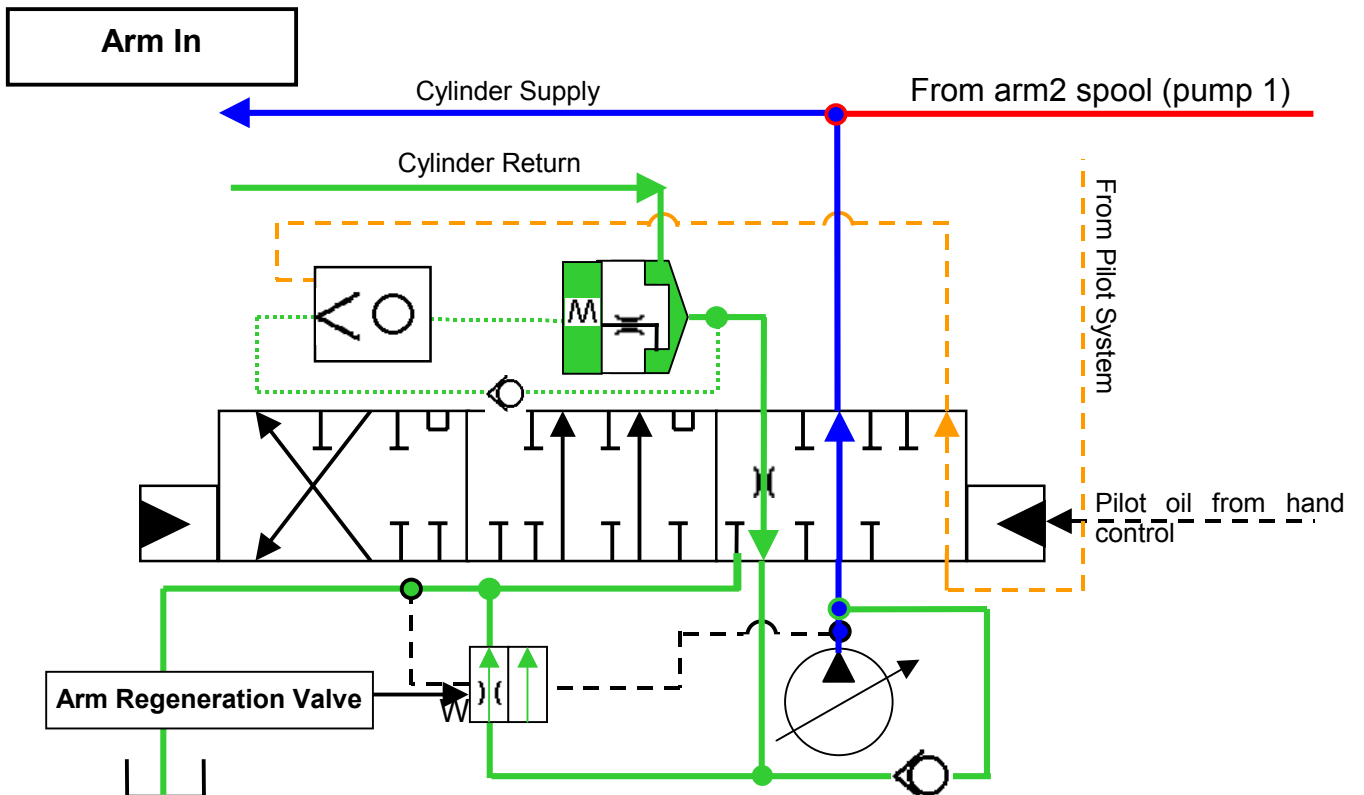 Arm In
Cylinder Supply
From arm2 spool (pump 1)
Cylinder Return
From Pilot System
Pilot oil from hand
control
Arm Regeneration Valve
W